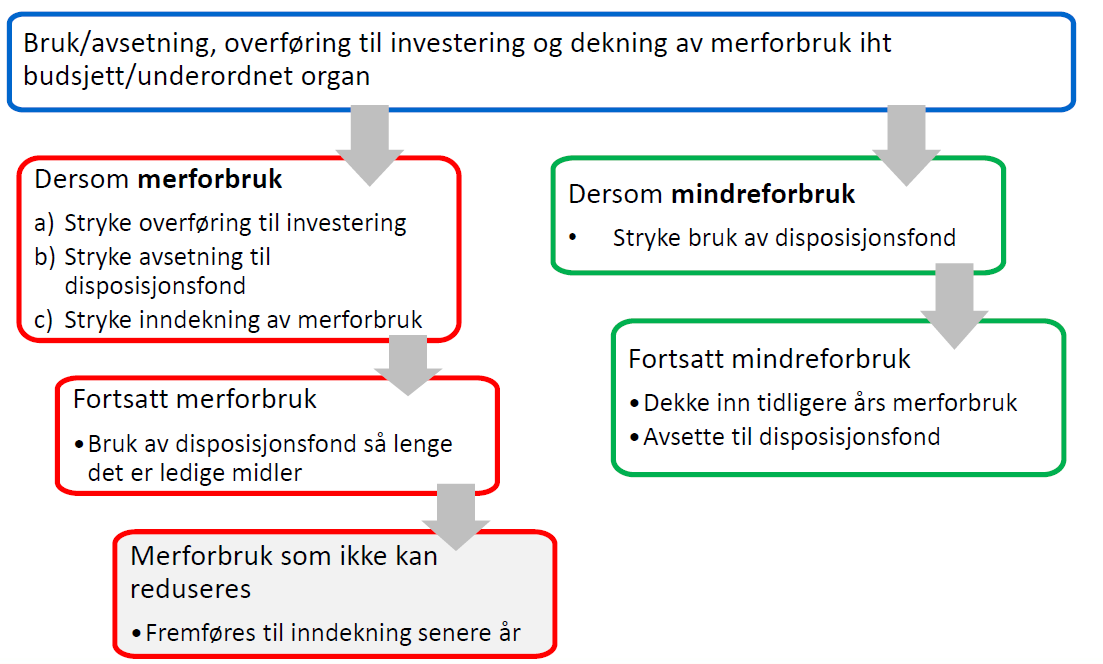 Bruk/avsetning, overføring til investering og dekning av merforbruk iht
budsjett/underordnet organ
Dersom merforbruk
a) Stryke overføring til investering
b) Stryke avsetning til
disposisjonsfond
c) Stryke inndekning av merforbruk
Fortsatt merforbruk
• Bruk av disposisjonsfond så lenge
det er ledige midler
Merforbruk som ikke kan
reduseres
• Fremføres til inndekning senere år
Dersom mindreforbruk
• Stryke bruk av disposisjonsfond
Fortsatt mindreforbruk
• Dekke inn tidligere års merforbruk
• Avsette til disposisjonsfond